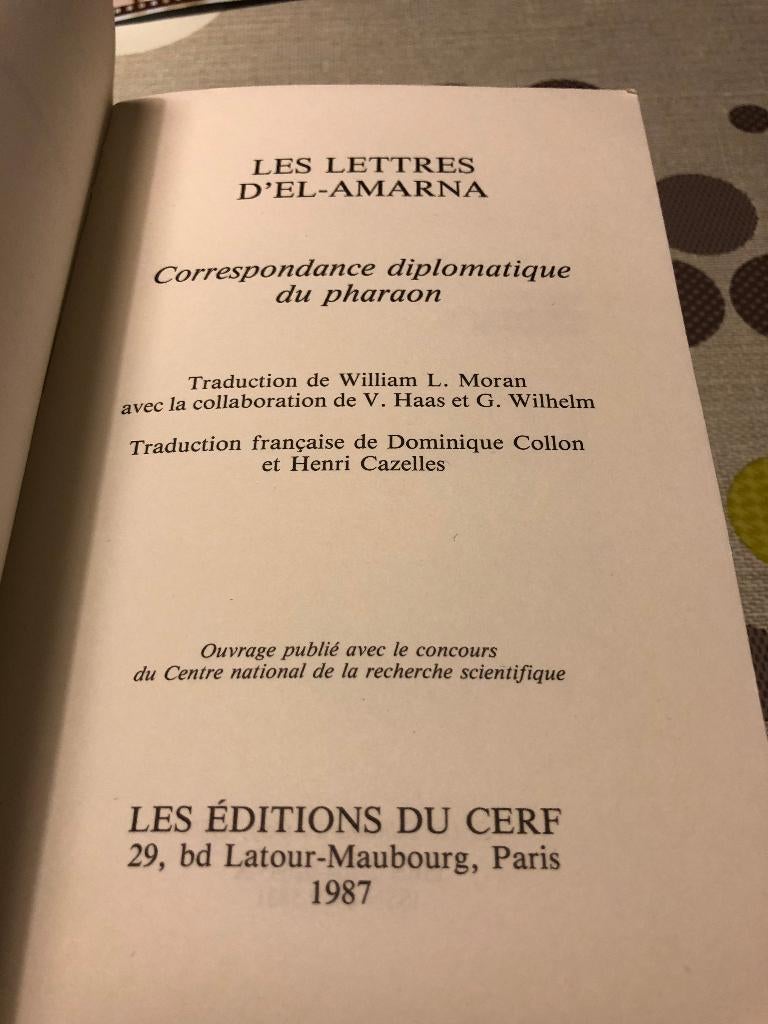 LES LETTRES
D'EL-AMARNA
Correspondance diplomatique
du pharaon
Traduction de William L. Moran
avec la collaboration de V. Haas et G. Wilhelm
Traduction française de Dominique Collon
et Henri Cazelles
Ouvrage publié avec le concours
du Centre national de la recherche scientifique
LES ÉDITIONS DU CERF
29, bd Latour-Maubourg, Paris
1987